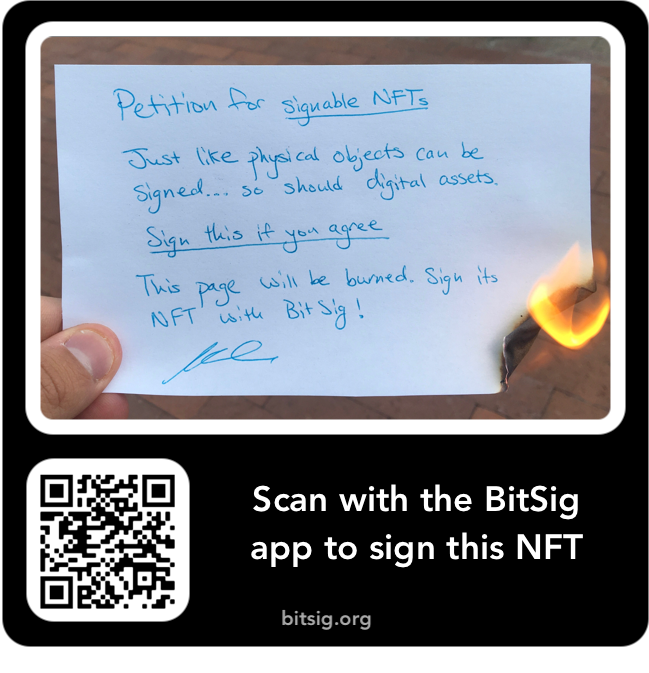 Petition for signable NFTs
Just like physical objects can be
signed... so should digital assets.
Sign this if you agree
This page will be burned. Sign its
NFT with BitSig!
Scan with the BitSig
app to sign this NFT
bitsig.org